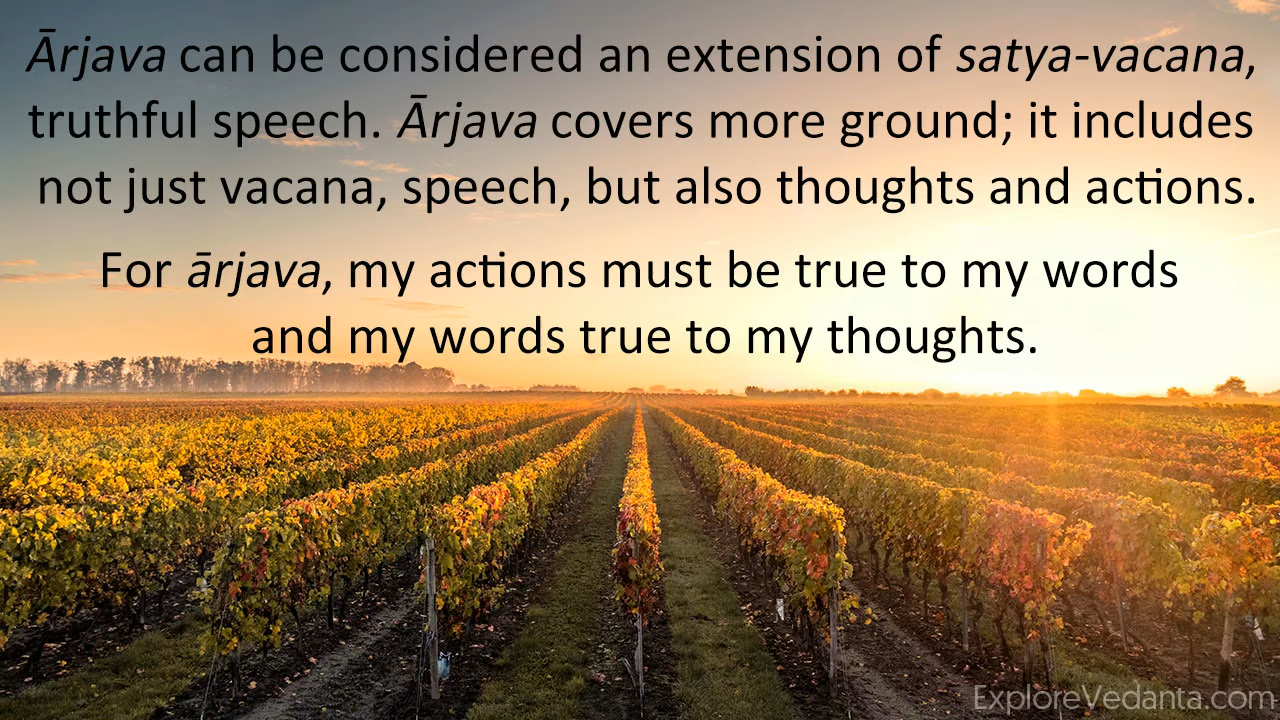 Ārjava can be considered an extension of satya-vacana,
truthful speech. Ārjava covers more ground; it includes
not just vacana, speech, but also thoughts and actions.
For ārjava, my actions must be true to my words
and my words true to my thoughts.
ExploreVedanta.com